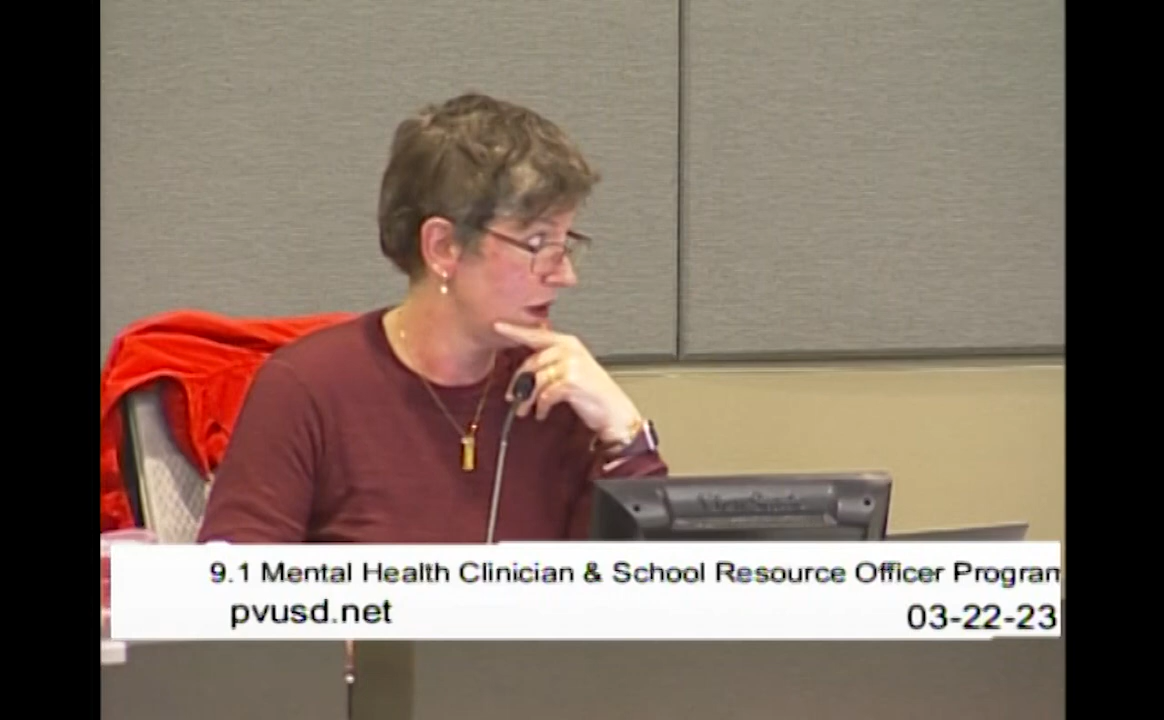 9.1 Mental Health Clinician & School Resource Officer Program
pvusd.net
03-22-23